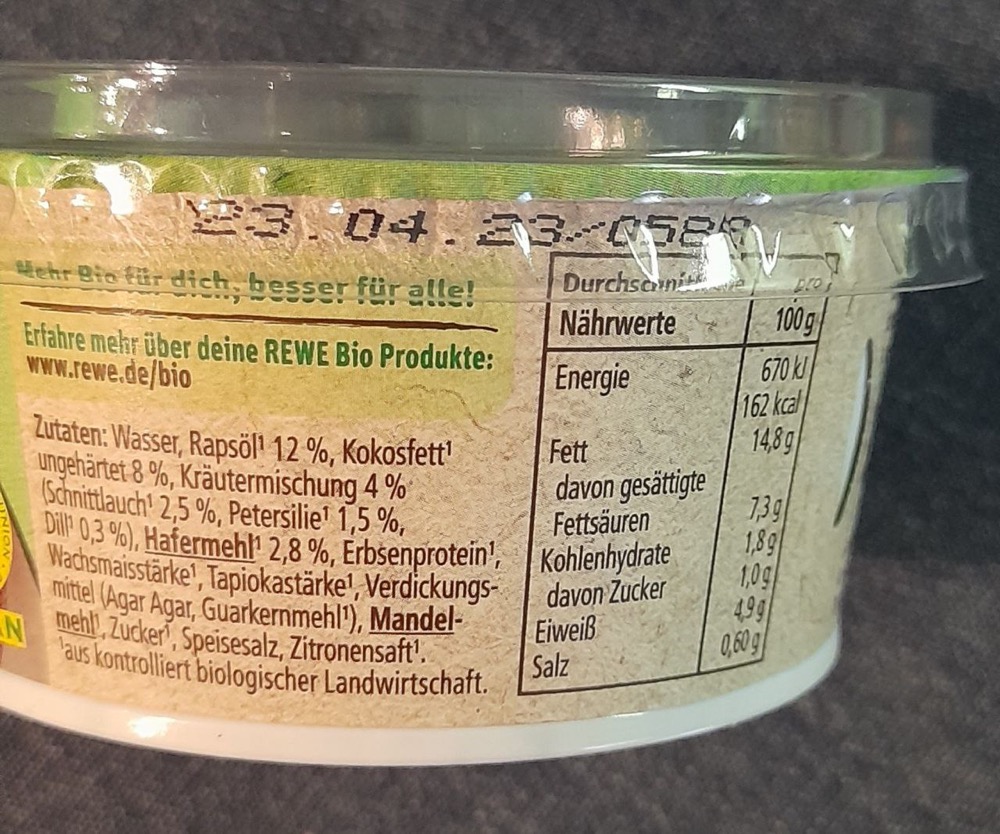 23.04.23
Mehr Bio für dich, besser für alle!
Erfahre mehr über deine REWE Bio Produkte:
www.rewe.de/bio
Zutaten: Wasser, Rapsöl¹ 12 %, Kokosfett¹
ungehärtet 8 %, Kräutermischung 4 %
(Schnittlauch¹ 2,5 %, Petersilie¹ 1,5 %,
Dill¹ 0,3 %), Hafermehl¹ 2,8 %, Erbsenprotein¹,
Wachsmaisstärke¹, Tapiokastärke¹, Verdickungs-
mittel (Agar Agar, Guarkernmehl¹), Mandel-
mehl¹, Zucker¹, Speisesalz, Zitronensaft¹.
¹aus kontrolliert biologischer Landwirtschaft.
pro
Nährwerte 100 g
Energie 670 kJ
162 kcal
Fett 14,8 g
davon gesättigte
Fettsäuren 7,3 g
Kohlenhydrate 1,8 g
davon Zucker 1,0 g
Eiweiß 4,9 g
Salz 0,60 g